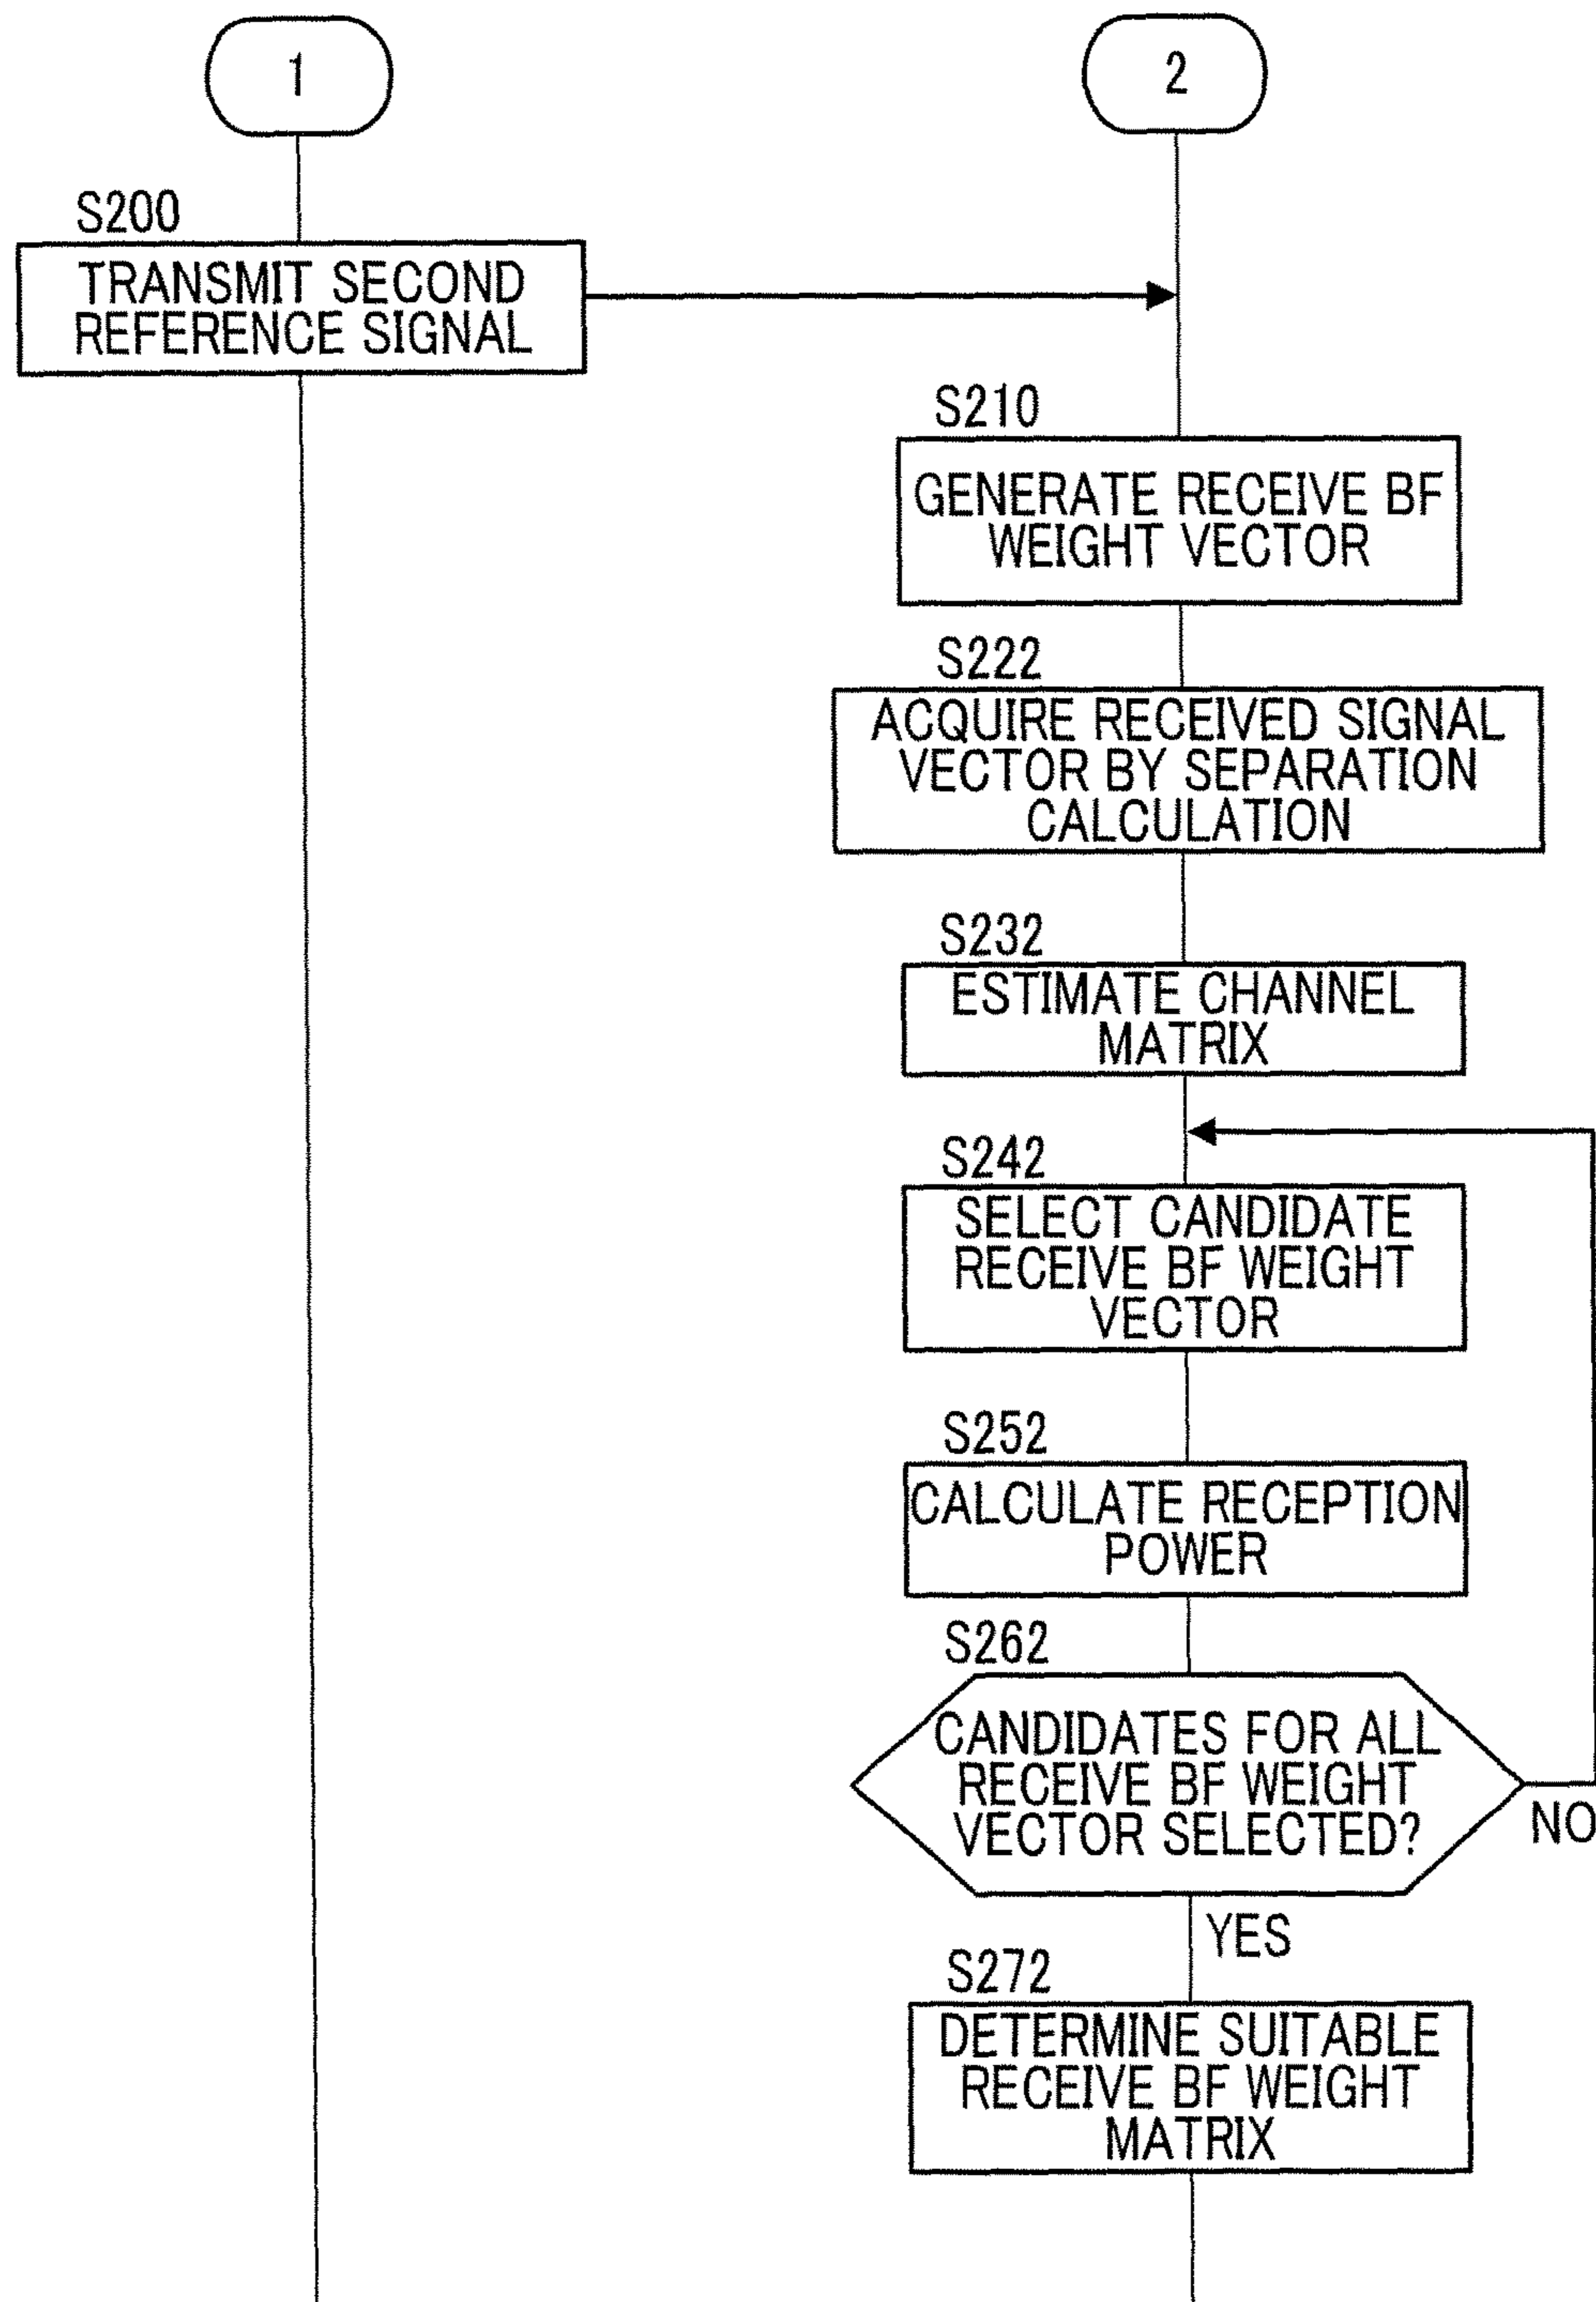 1
2
S200
TRANSMIT SECOND
REFERENCE SIGNAL
S210
GENERATE RECEIVE BF
WEIGHT VECTOR
S222
ACQUIRE RECEIVED SIGNAL
VECTOR BY SEPARATION
CALCULATION
S232
ESTIMATE CHANNEL
MATRIX
S242
SELECT CANDIDATE
RECEIVE BF WEIGHT
VECTOR
S252
CALCULATE RECEPTION
POWER
S262
CANDIDATES FOR ALL
RECEIVE BF WEIGHT
VECTOR SELECTED?
NO
YES
S272
DETERMINE SUITABLE
RECEIVE BF WEIGHT
MATRIX